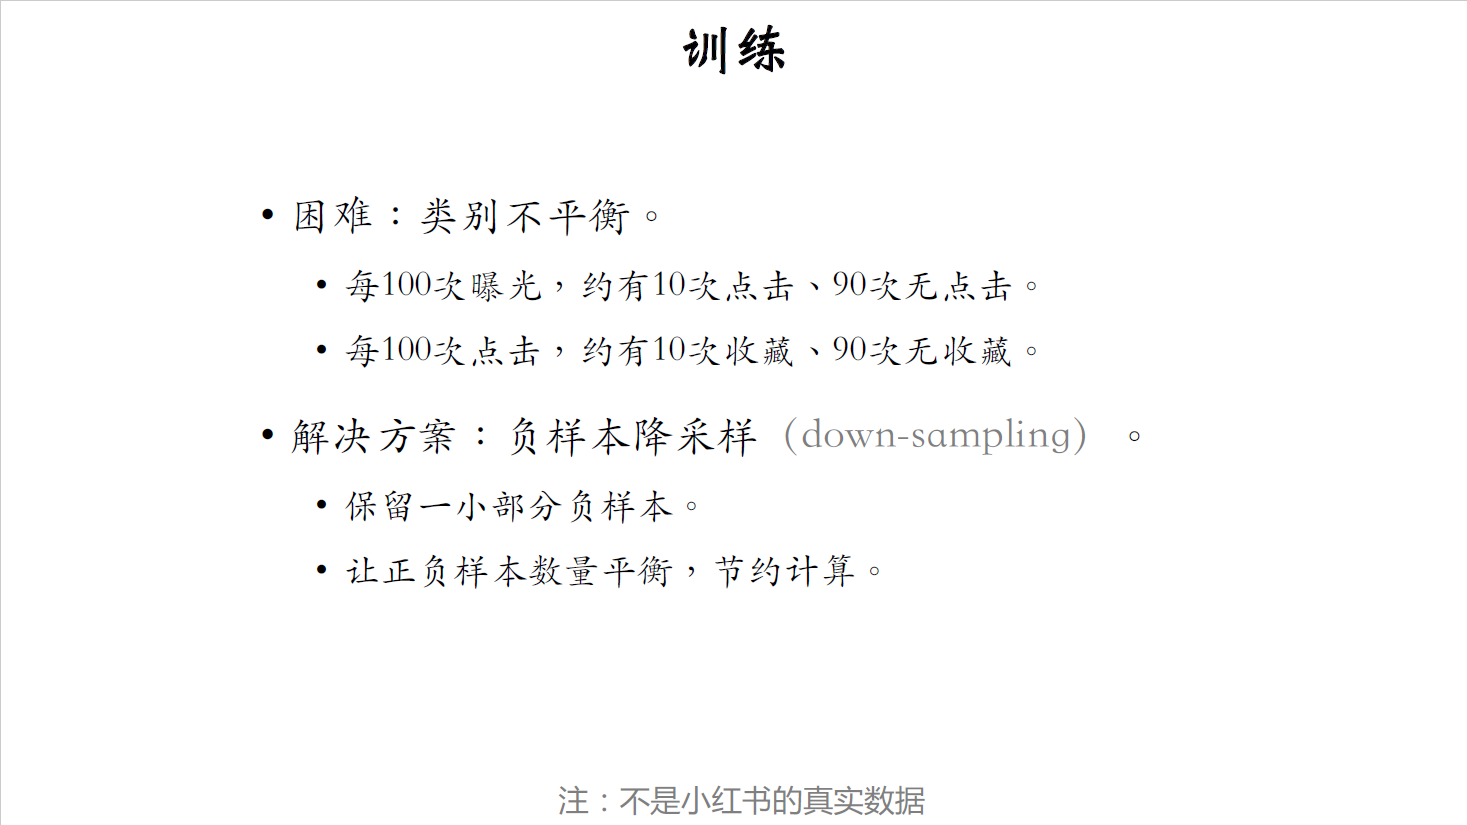 训练
• 困难：类别不平衡。
• 每100次曝光，约有10次点击、90次无点击。
• 每100次点击，约有10次收藏、90次无收藏。
• 解决方案：负样本降采样（down-sampling）。
• 保留一小部分负样本。
• 让正负样本数量平衡，节约计算。
注：不是小红书的真实数据